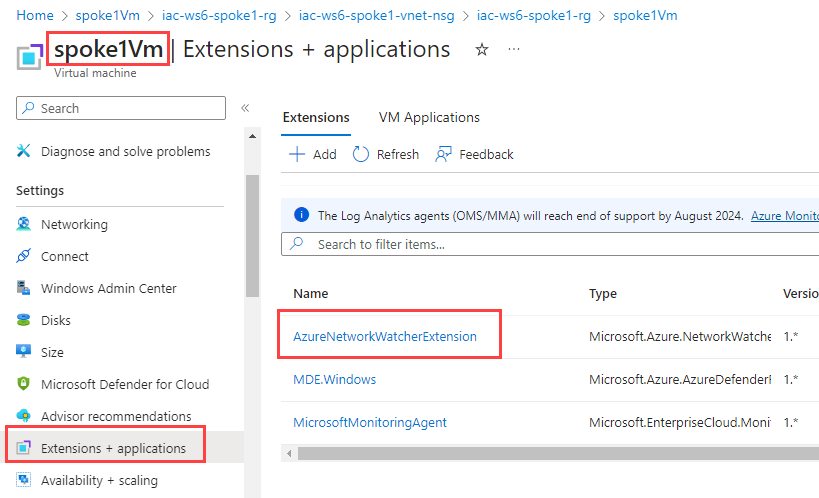 Home > spoke1Vm > iac-ws6-spoke1-rg > iac-ws6-spoke1-vnet-nsg > iac-ws6-spoke1-rg > spoke1Vm
spoke1Vm | Extensions + applications
Virtual machine
Search
Diagnose and solve problems
Settings
Networking
Connect
Windows Admin Center
Disks
Size
Microsoft Defender for Cloud
Advisor recommendations
Extensions + applications
Availability + scaling
Extensions VM Applications
Add Refresh Feedback
The Log Analytics agents (OMS/MMA) will reach end of support by August 2024. Azure Monito
Search to filter items...
Name Type Versio
AzureNetworkWatcherExtension Microsoft.Azure.NetworkWatche 1.*
MDE.Windows Microsoft.Azure.AzureDefender 1.*
MicrosoftMonitoringAgent Microsoft.EnterpriseCloud.Moni 1.*